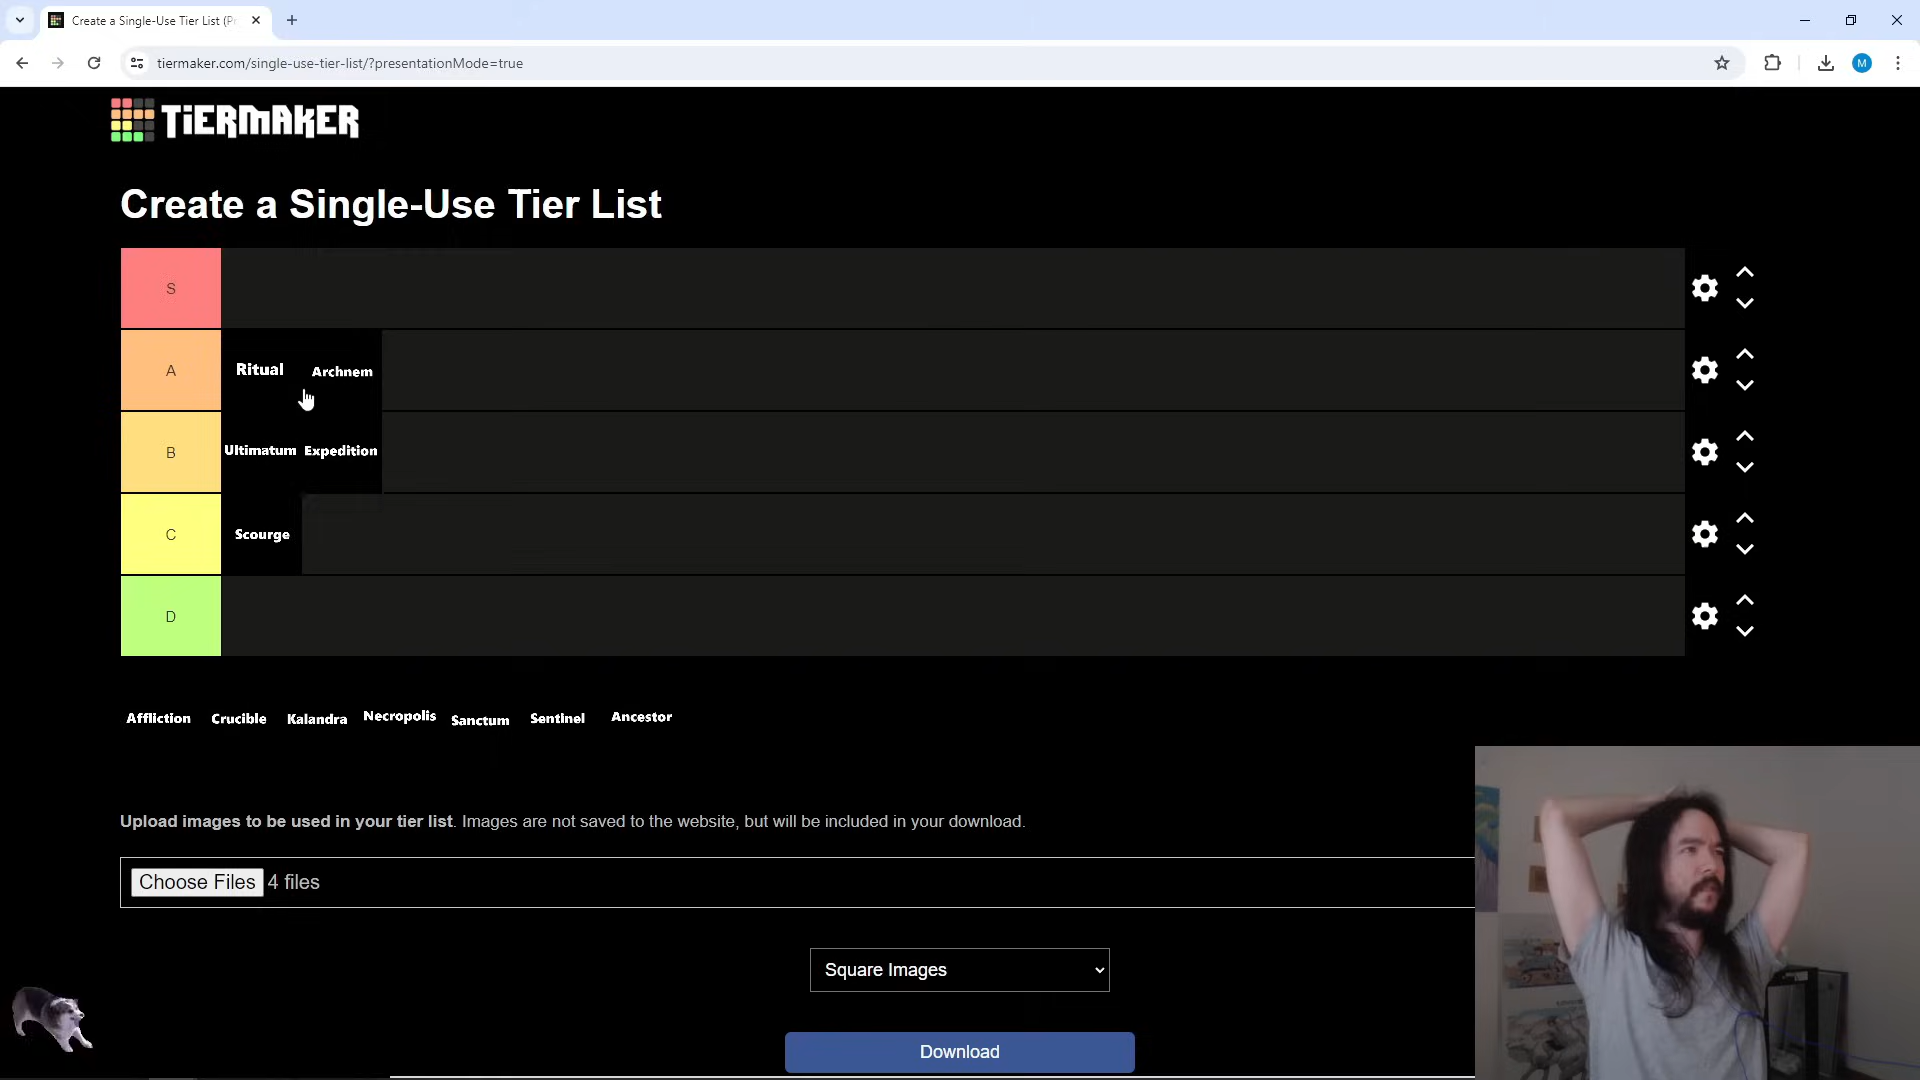 Create a Single-Use Tier List (P
tiermaker.com/single-use-tier-list/?presentationMode=true
M
TiERMAKER
Create a Single-Use Tier List
S
A
Ritual
Archnem
B
Ultimatum
Expedition
C
Scourge
D
Affliction
Crucible
Kalandra
Necropolis
Sanctum
Sentinel
Ancestor
Upload images to be used in your tier list. Images are not saved to the website, but will be included in your download.
Choose Files 4 files
Square Images
Download